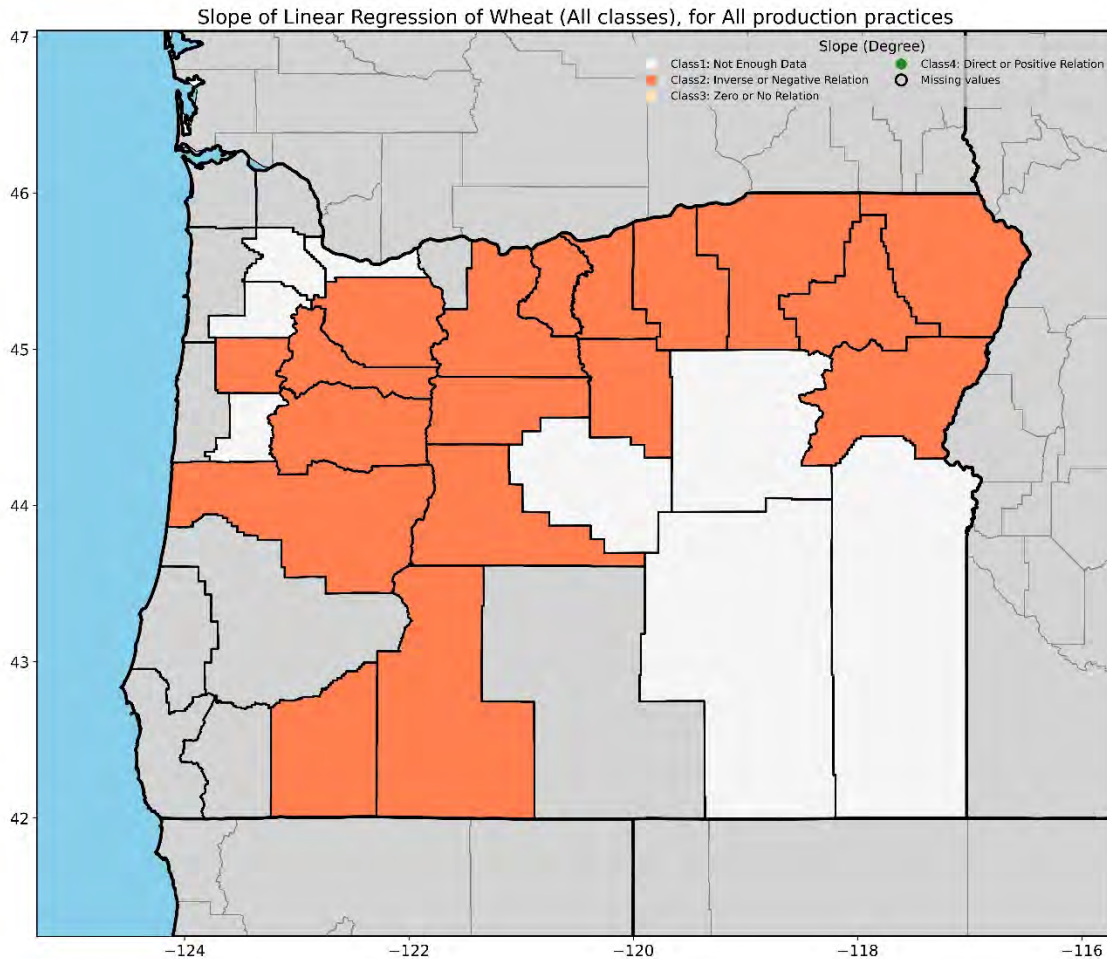 Slope of Linear Regression of Wheat (All classes), for All production practices
Slope (Degree)
Class1: Not Enough Data
Class2: Inverse or Negative Relation
Class3: Zero or No Relation
Class4: Direct or Positive Relation
Missing values
47
46
45
44
43
42
−124
−122
−120
−118
−116